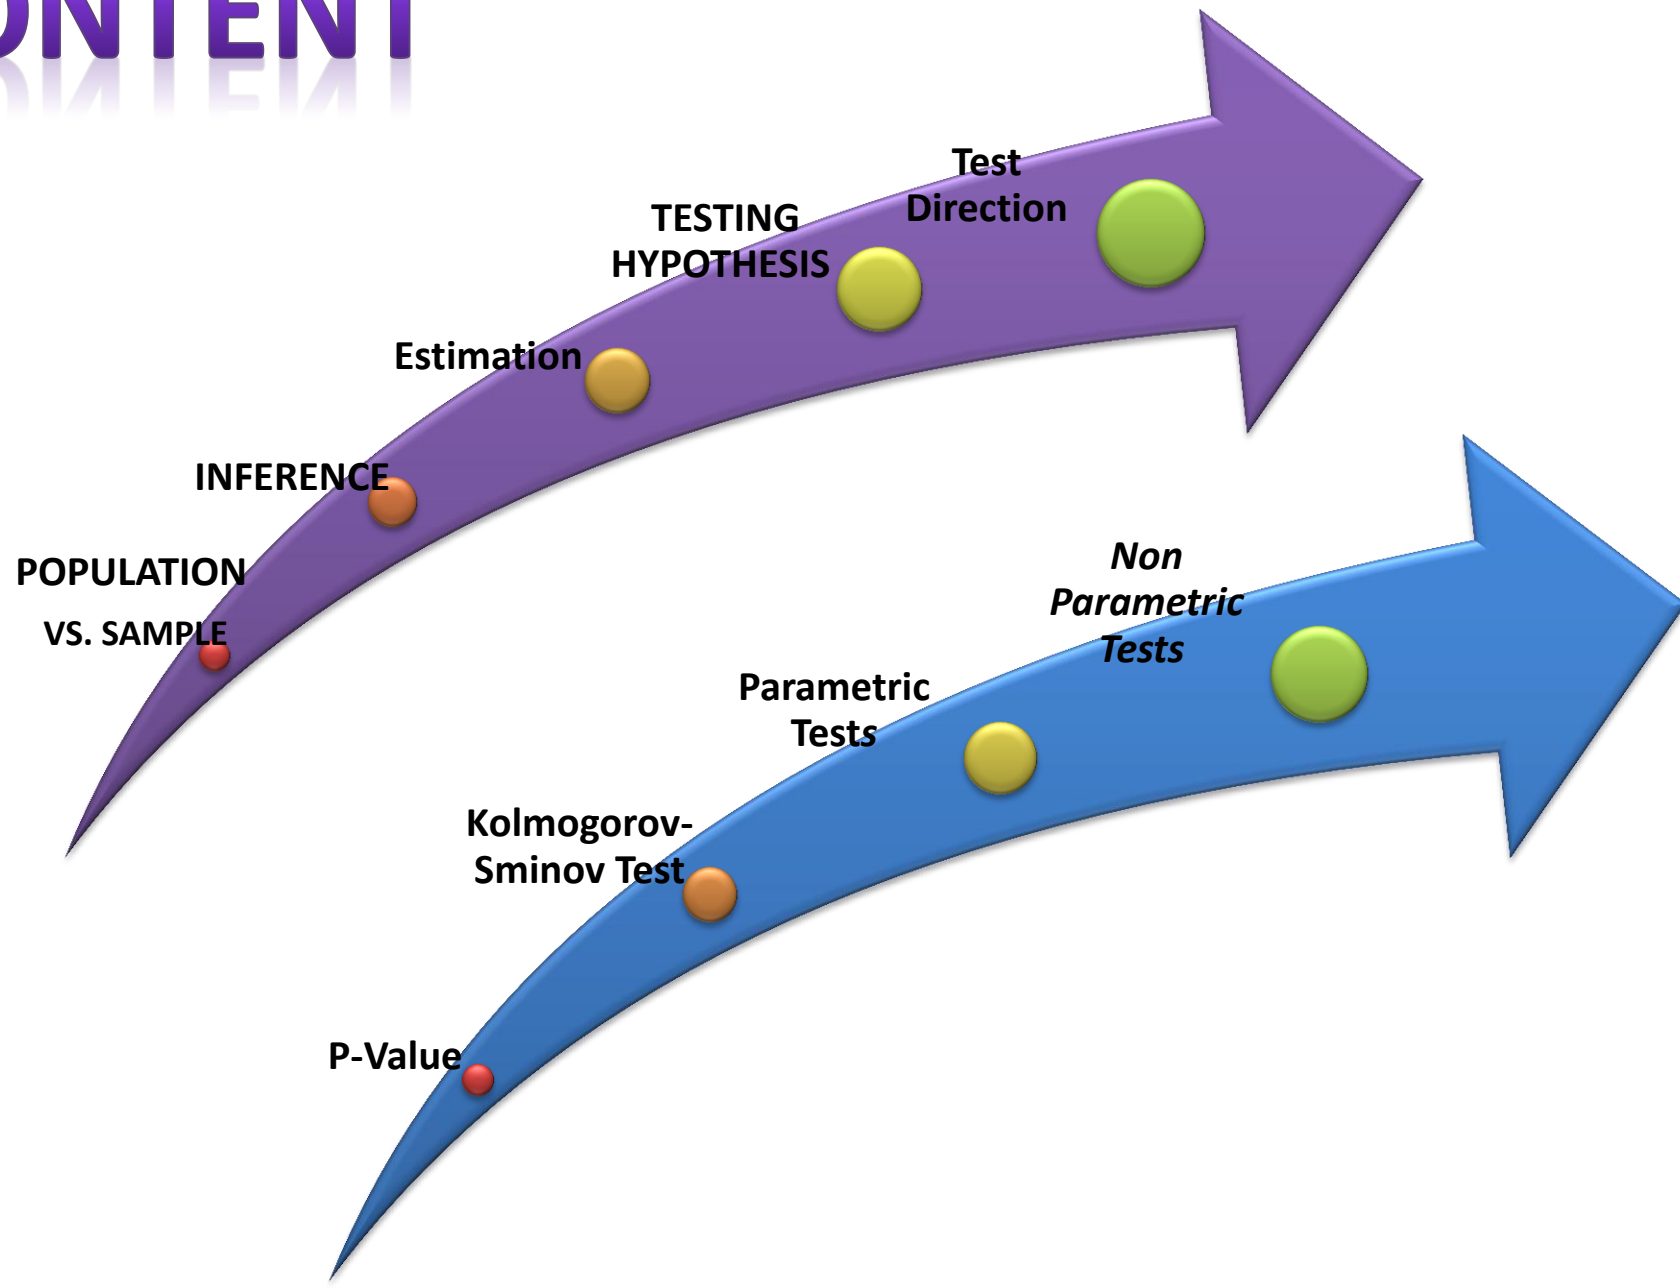 ONTENT
Test
Direction
TESTING
HYPOTHESIS
Estimation
INFERENCE
POPULATION
VS. SAMPLE
Non
Parametric
Tests
Parametric
Tests
Kolmogorov-
Sminov Test
P-Value